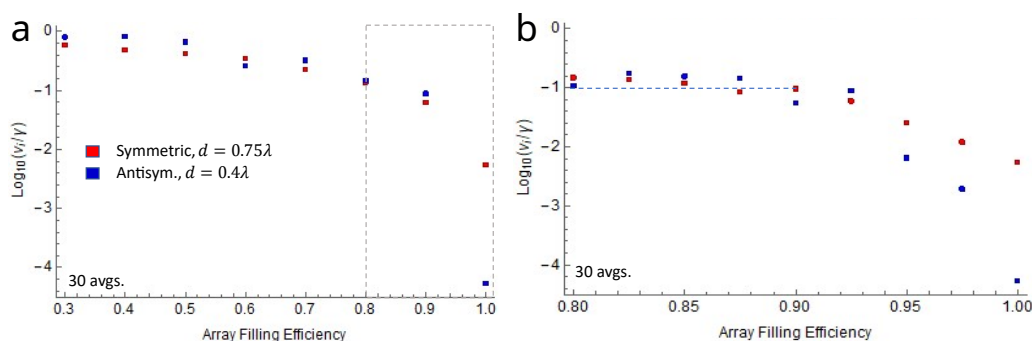 a
0
−1
−2
−3
−4
Log₁₀(νᵢ/γ)
Symmetric, d = 0.75λ
Antisym., d = 0.4λ
30 avgs.
0.3 0.4 0.5 0.6 0.7 0.8 0.9 1.0
Array Filling Efficiency
b
0
−1
−2
−3
−4
Log₁₀(νᵢ/γ)
30 avgs.
0.80 0.85 0.90 0.95 1.00
Array Filling Efficiency